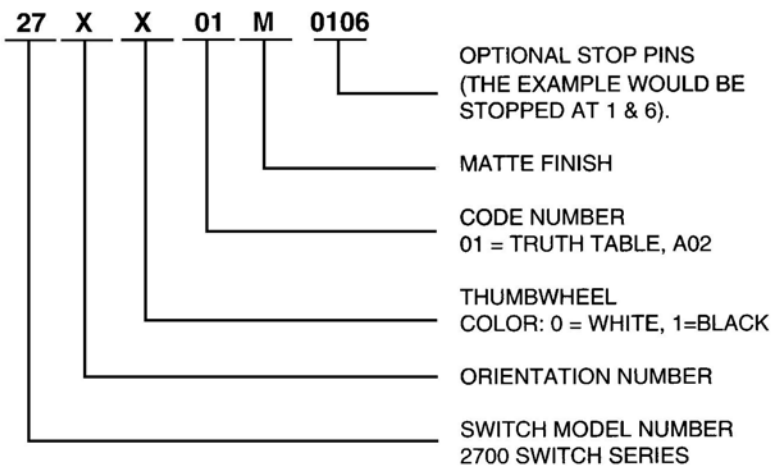 27 X X 01 M 0106
OPTIONAL STOP PINS
(THE EXAMPLE WOULD BE
STOPPED AT 1 & 6).
MATTE FINISH
CODE NUMBER
01 = TRUTH TABLE, A02
THUMBWHEEL
COLOR: 0 = WHITE, 1=BLACK
ORIENTATION NUMBER
SWITCH MODEL NUMBER
2700 SWITCH SERIES